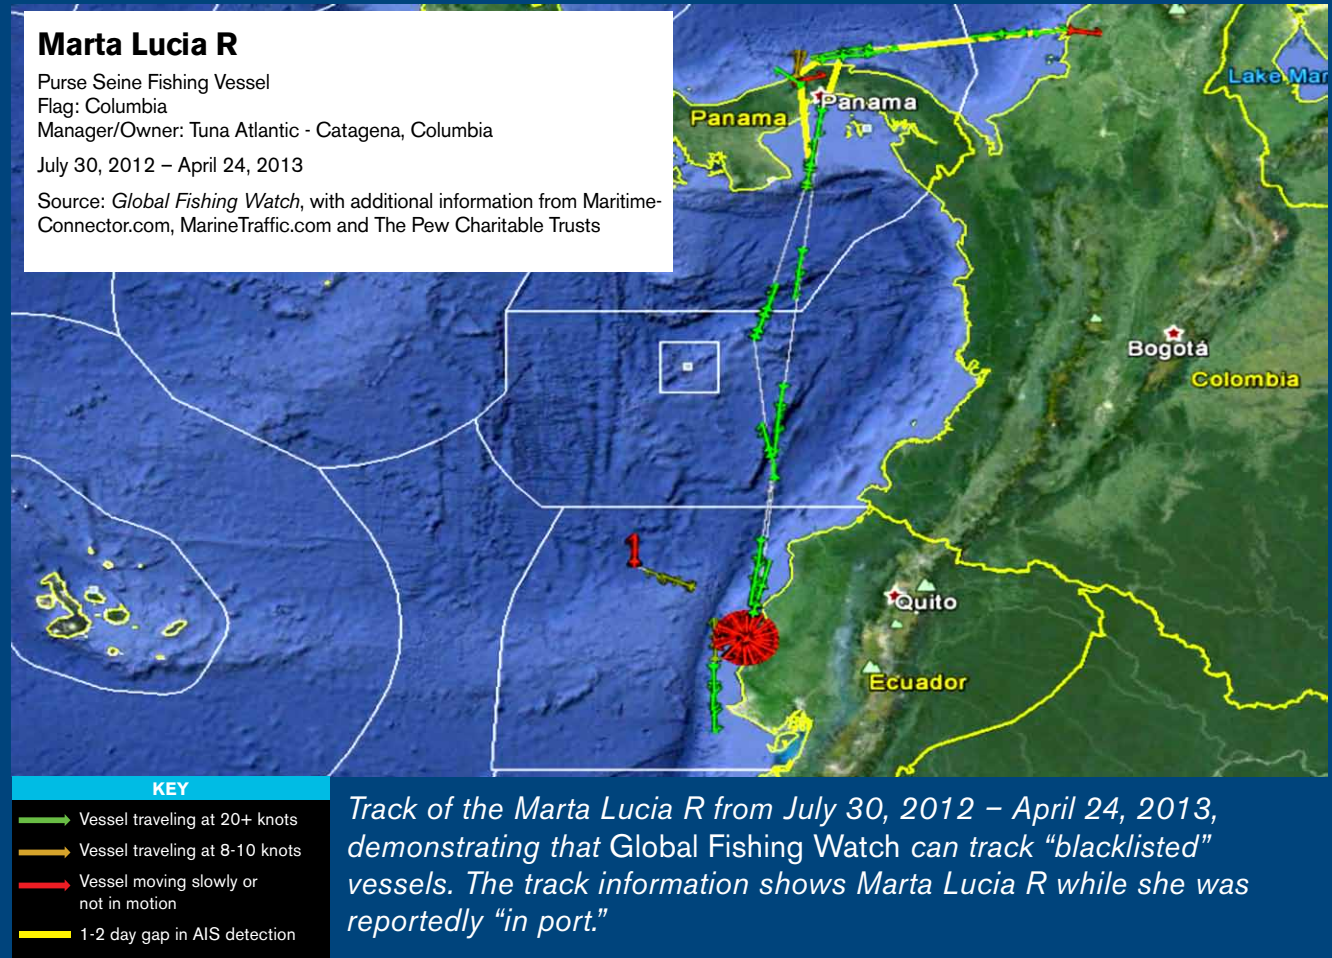 Marta Lucia R
Purse Seine Fishing Vessel
Flag: Columbia
Manager/Owner: Tuna Atlantic - Catagena, Columbia
July 30, 2012 – April 24, 2013
Source: Global Fishing Watch, with additional information from Maritime-
Connector.com, MarineTraffic.com and The Pew Charitable Trusts
Lake Mar
Panama
Panama
Bogotá
Colombia
1
Quito
Ecuador
KEY
Vessel traveling at 20+ knots
Vessel traveling at 8-10 knots
Vessel moving slowly or
not in motion
1-2 day gap in AIS detection
Track of the Marta Lucia R from July 30, 2012 – April 24, 2013,
demonstrating that Global Fishing Watch can track “blacklisted”
vessels. The track information shows Marta Lucia R while she was
reportedly “in port.”